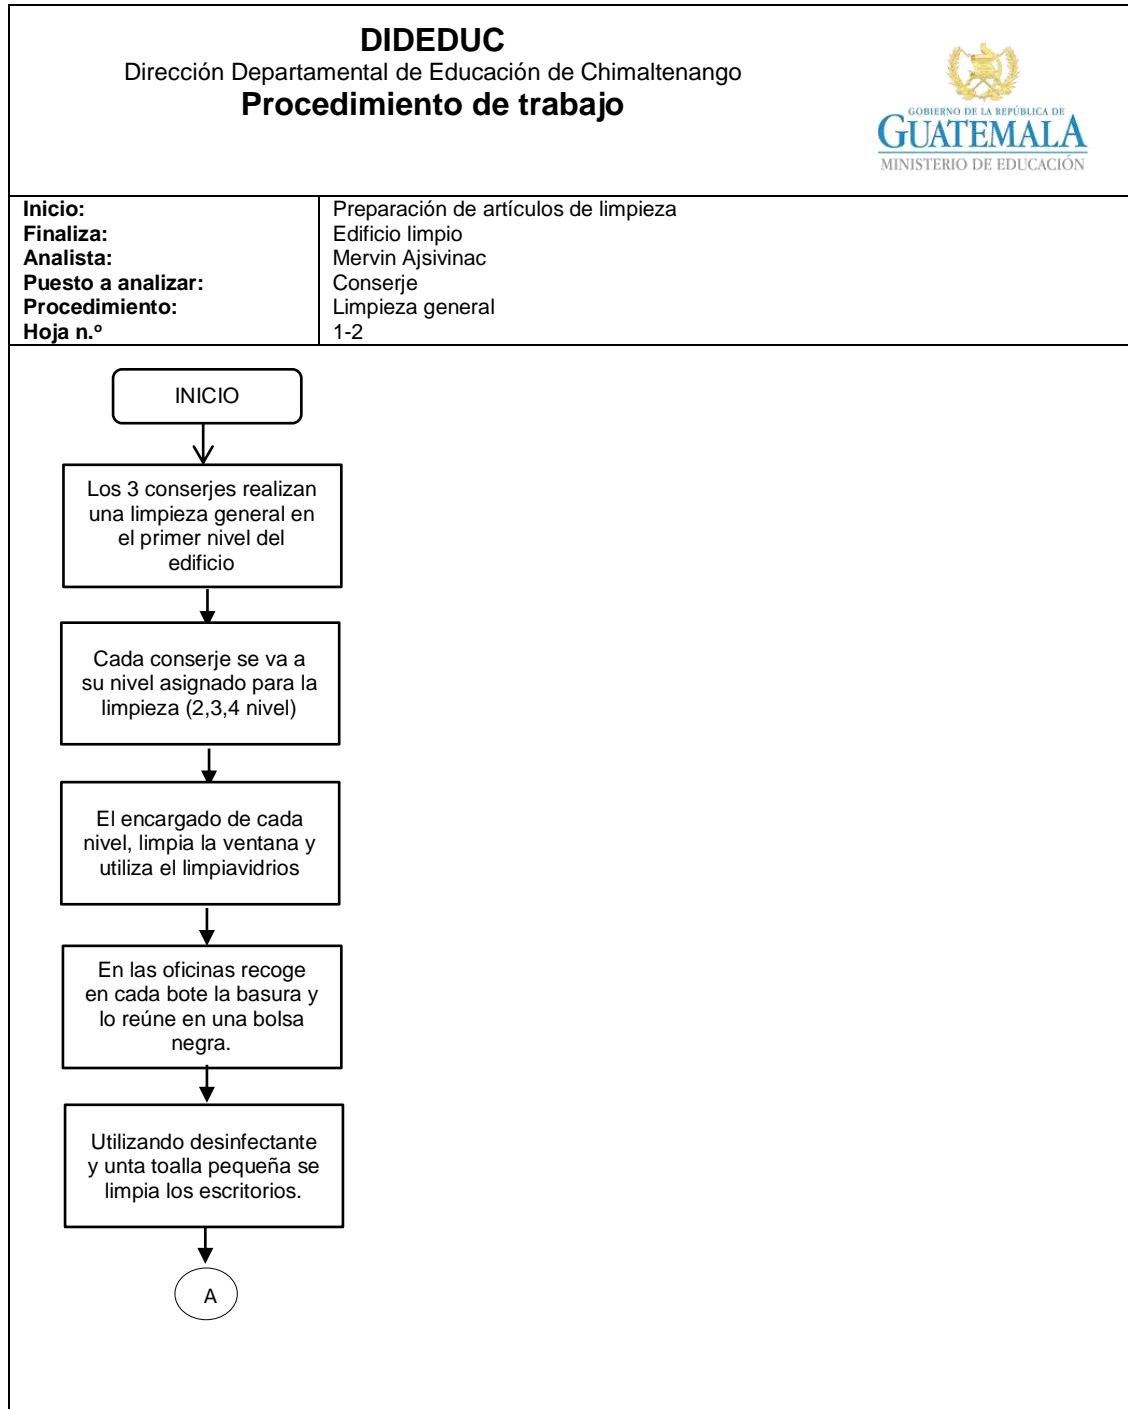 DIDEDUC
Dirección Departamental de Educación de Chimaltenango
Procedimiento de trabajo
GOBIERNO DE LA REPÚBLICA DE
GUATEMALA
MINISTERIO DE EDUCACIÓN
Inicio: Preparación de artículos de limpieza
Finaliza: Edificio limpio
Analista: Mervin Ajsivinac
Puesto a analizar: Conserje
Procedimiento: Limpieza general
Hoja n.º 1-2
INICIO
Los 3 conserjes realizan
una limpieza general en
el primer nivel del
edificio
Cada conserje se va a
su nivel asignado para la
limpieza (2,3,4 nivel)
El encargado de cada
nivel, limpia la ventana y
utiliza el limpiavidrios
En las oficinas recoge
en cada bote la basura y
lo reúne en una bolsa
negra.
Utilizando desinfectante
y unta toalla pequeña se
limpia los escritorios.
A